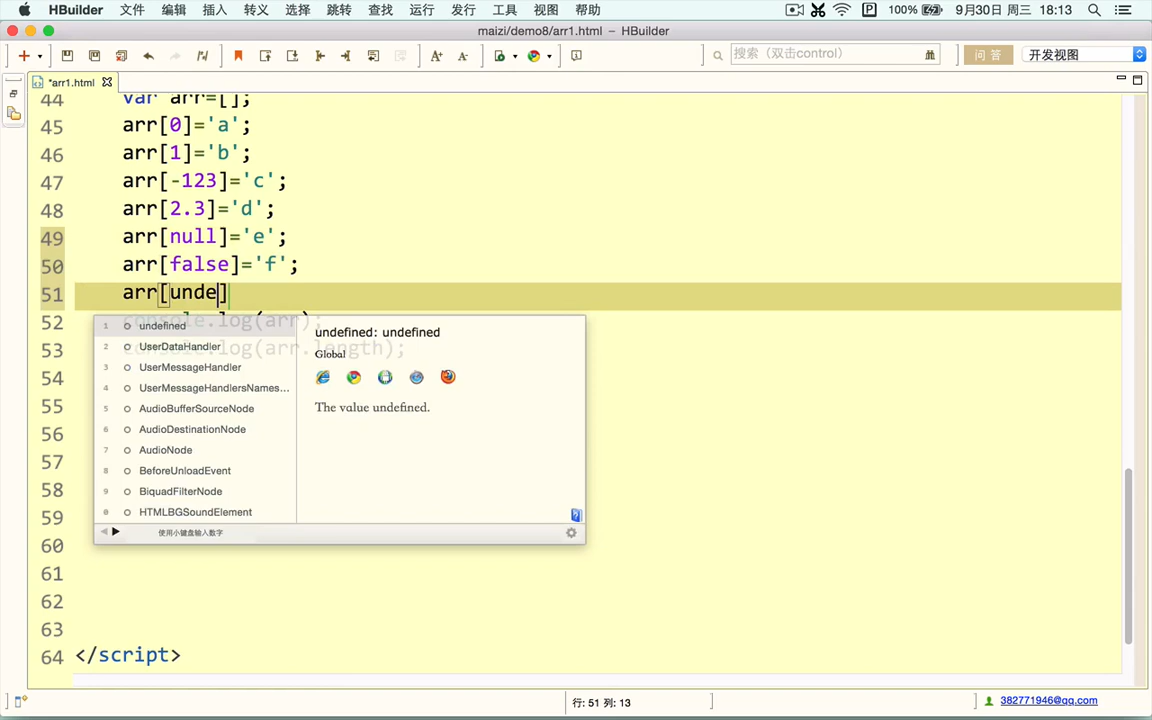 HBuilder 文件 编辑 插入 转义 选择 跳转 查找 运行 发行 工具 视图 帮助 100% 9月30日 周三 18:13
maizi/demo8/arr1.html – HBuilder
搜索（双击control） 问 答 开发视图
*arr1.html
44 var arr=[];
45 arr[0]='a';
46 arr[1]='b';
47 arr[-123]='c';
48 arr[2.3]='d';
49 arr[null]='e';
50 arr[false]='f';
51 arr[unde]
52 console.log(arr);
53 console.log(arr.length);
54
55
56
57
58
59
60
61
62
63
64 </script>
1 undefined
2 UserDataHandler
3 UserMessageHandler
4 UserMessageHandlersNames...
5 AudioBufferSourceNode
6 AudioDestinationNode
7 AudioNode
8 BeforeUnloadEvent
9 BiquadFilterNode
0 HTMLBGSoundElement
使用小键盘输入数字
undefined: undefined
Global
The value undefined.
行: 51 列: 13
382771946@qq.com